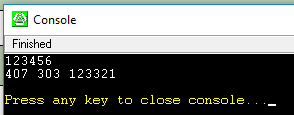 Console
Finished
123456
407 303 123321
Press any key to close console...